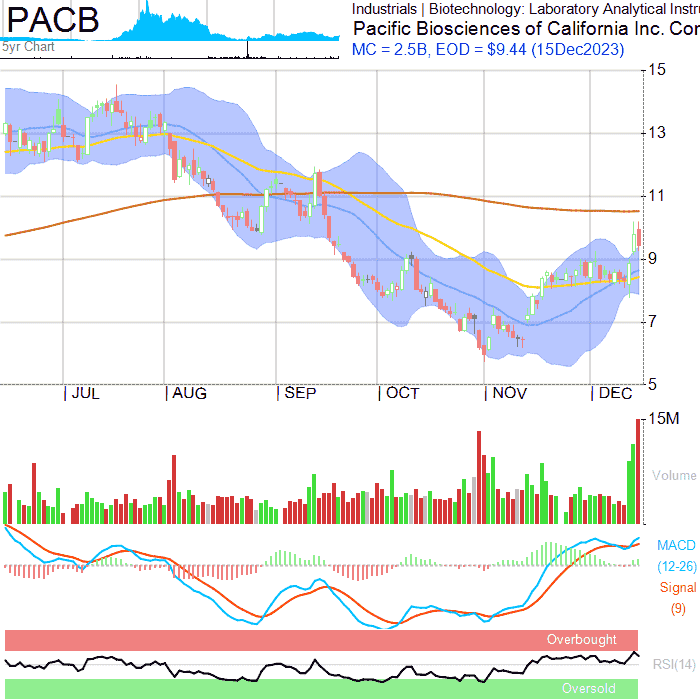 PACB
5yr Chart
Industrials | Biotechnology: Laboratory Analytical Instru
Pacific Biosciences of California Inc. Cor
MC = 2.5B, EOD = $9.44 (15Dec2023)
15
13
11
9
7
5
JUL AUG SEP OCT NOV DEC
15M
Volume
MACD
(12-26)
Signal
(9)
Overbought
RSI(14)
Oversold